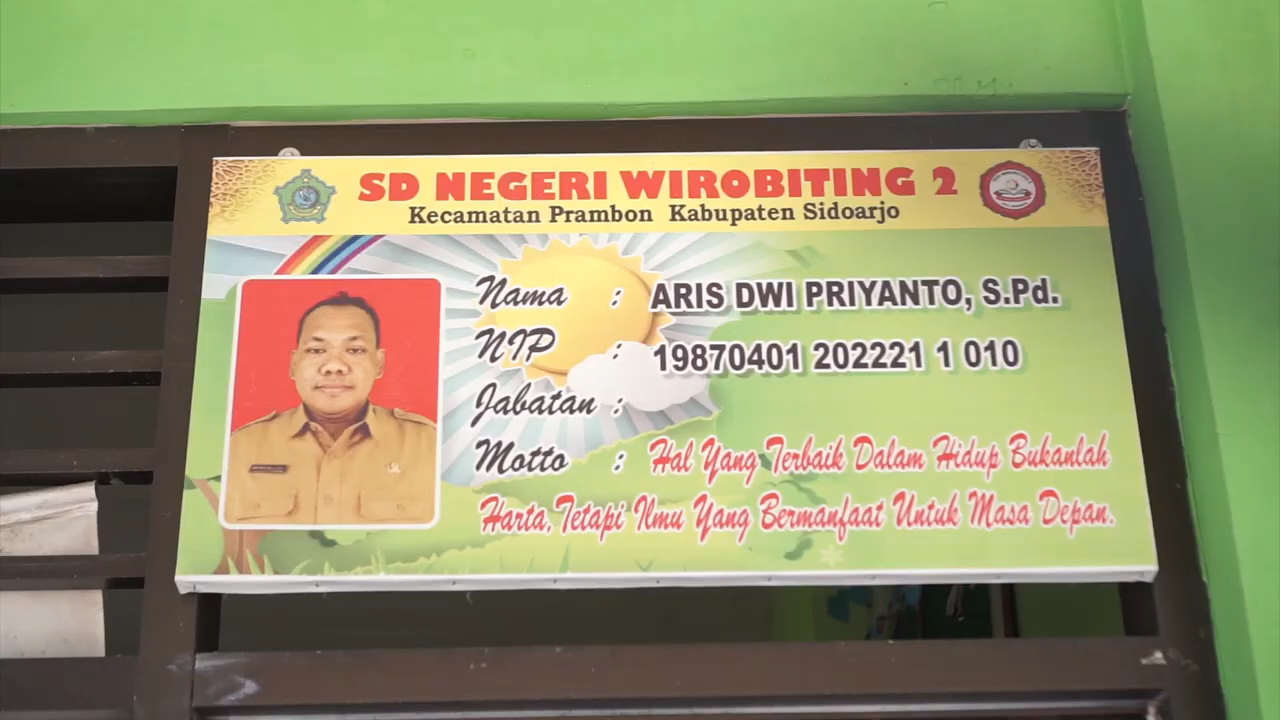 SD NEGERI WIROBITING 2
Kecamatan Prambon Kabupaten Sidoarjo
Nama : ARIS DWI PRIYANTO, S.Pd.
NIP : 19870401 202221 1 010
Jabatan :
Motto : Hal Yang Terbaik Dalam Hidup Bukanlah
Harta, Tetapi Ilmu Yang Bermanfaat Untuk Masa Depan.